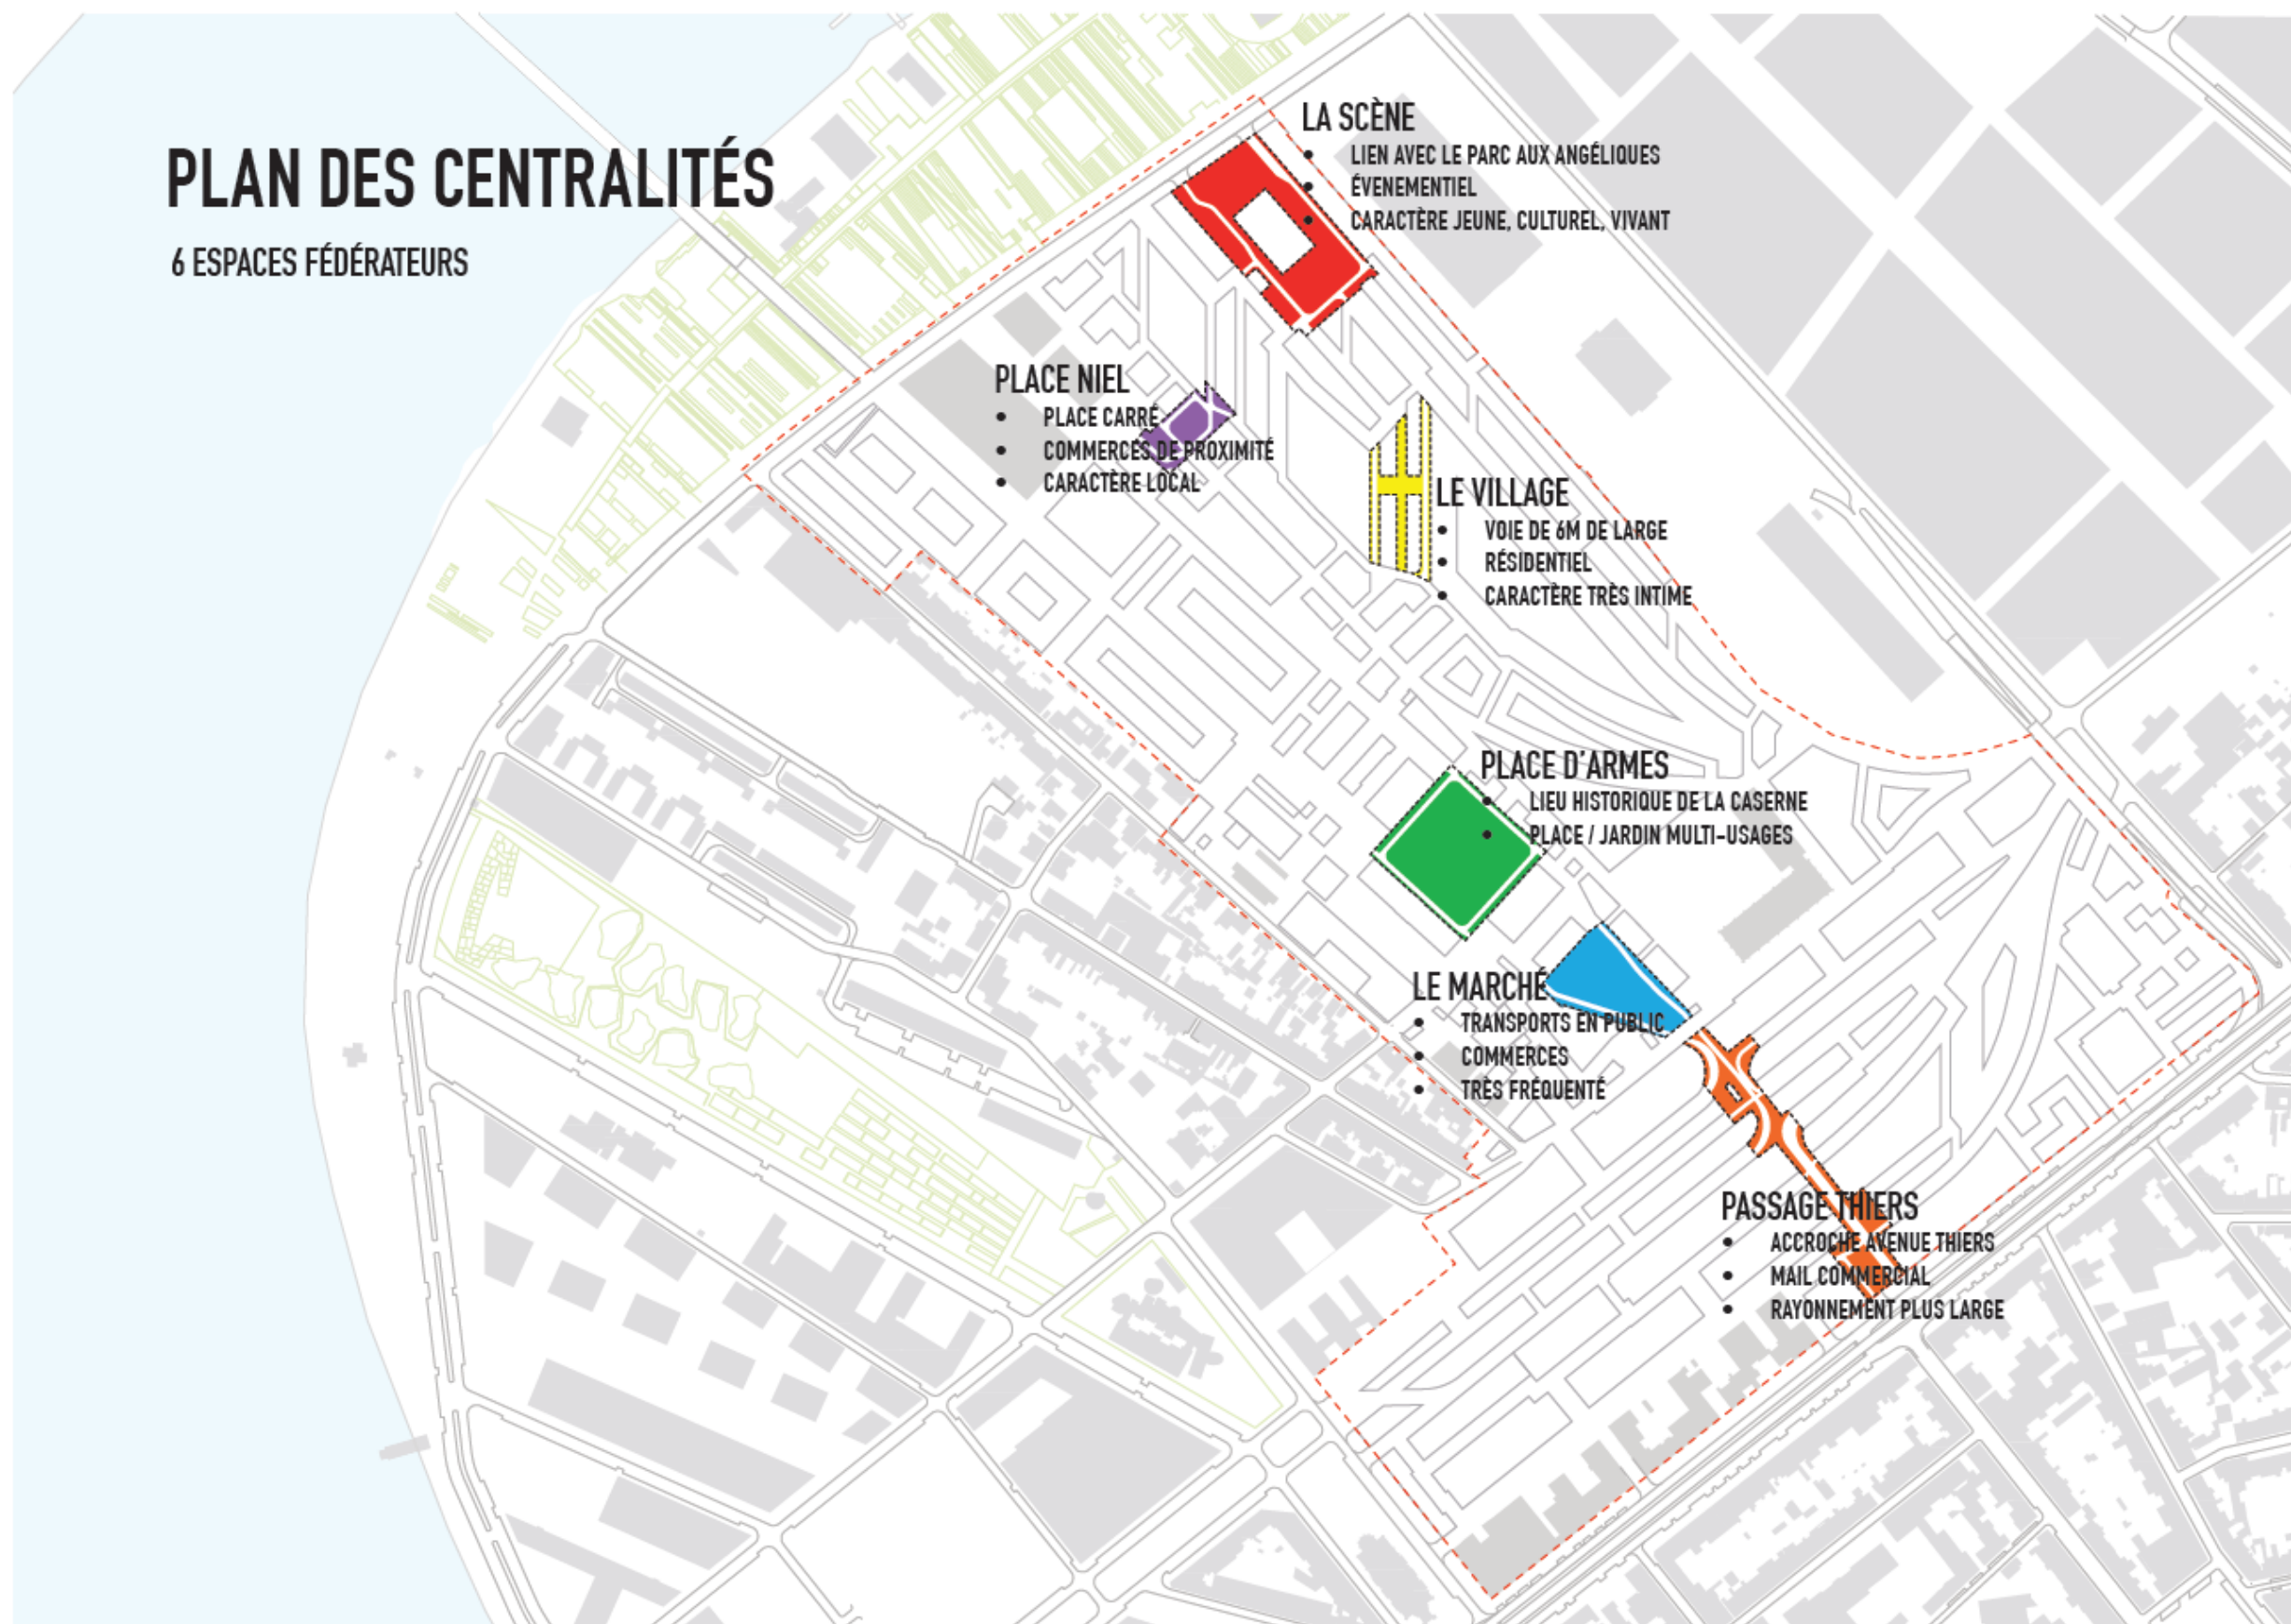 PLAN DES CENTRALITÉS
6 ESPACES FÉDÉRATEURS
LA SCÈNE
• LIEN AVEC LE PARC AUX ANGÉLIQUES
• ÉVENEMENTIEL
• CARACTÈRE JEUNE, CULTUREL, VIVANT
PLACE NIEL
• PLACE CARRÉ
• COMMERCES DE PROXIMITÉ
• CARACTÈRE LOCAL
LE VILLAGE
• VOIE DE 6M DE LARGE
• RÉSIDENTIEL
• CARACTÈRE TRÈS INTIME
PLACE D'ARMES
• LIEU HISTORIQUE DE LA CASERNE
• PLACE / JARDIN MULTI-USAGES
LE MARCHÉ
• TRANSPORTS EN PUBLIC
• COMMERCES
• TRÈS FRÉQUENTÉ
PASSAGE THIERS
• ACCROCHE AVENUE THIERS
• MAIL COMMERCIAL
• RAYONNEMENT PLUS LARGE